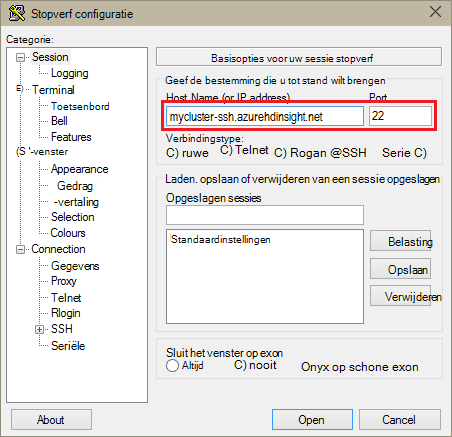 Stopverf configuratie
Categorie:
Session
Logging
E) Terminal
Toetsenbord
Bell
Features
(S '-venster
Appearance
Gedrag
-vertaling
Selection
Colours
Connection
Gegevens
Proxy
Telnet
Rlogin
SSH
Seriële
Basisopties voor uw sessie stopverf
Geef de bestemming die u tot stand wilt brengen
Host Name (or IP address) Port
mycluster-ssh.azurehdinsight.net 22
Verbindingstype:
C) ruwe C) Telnet C) Rogan @SSH Serie C)
Laden. opslaan of verwijderen van een sessie opgeslagen
Opgeslagen sessies
Standaardinstellingen
Belasting
Opslaan
Verwijderen
Sluit het venster op exon
Altijd C) nooit Onyx op schone exon
About Open Cancel